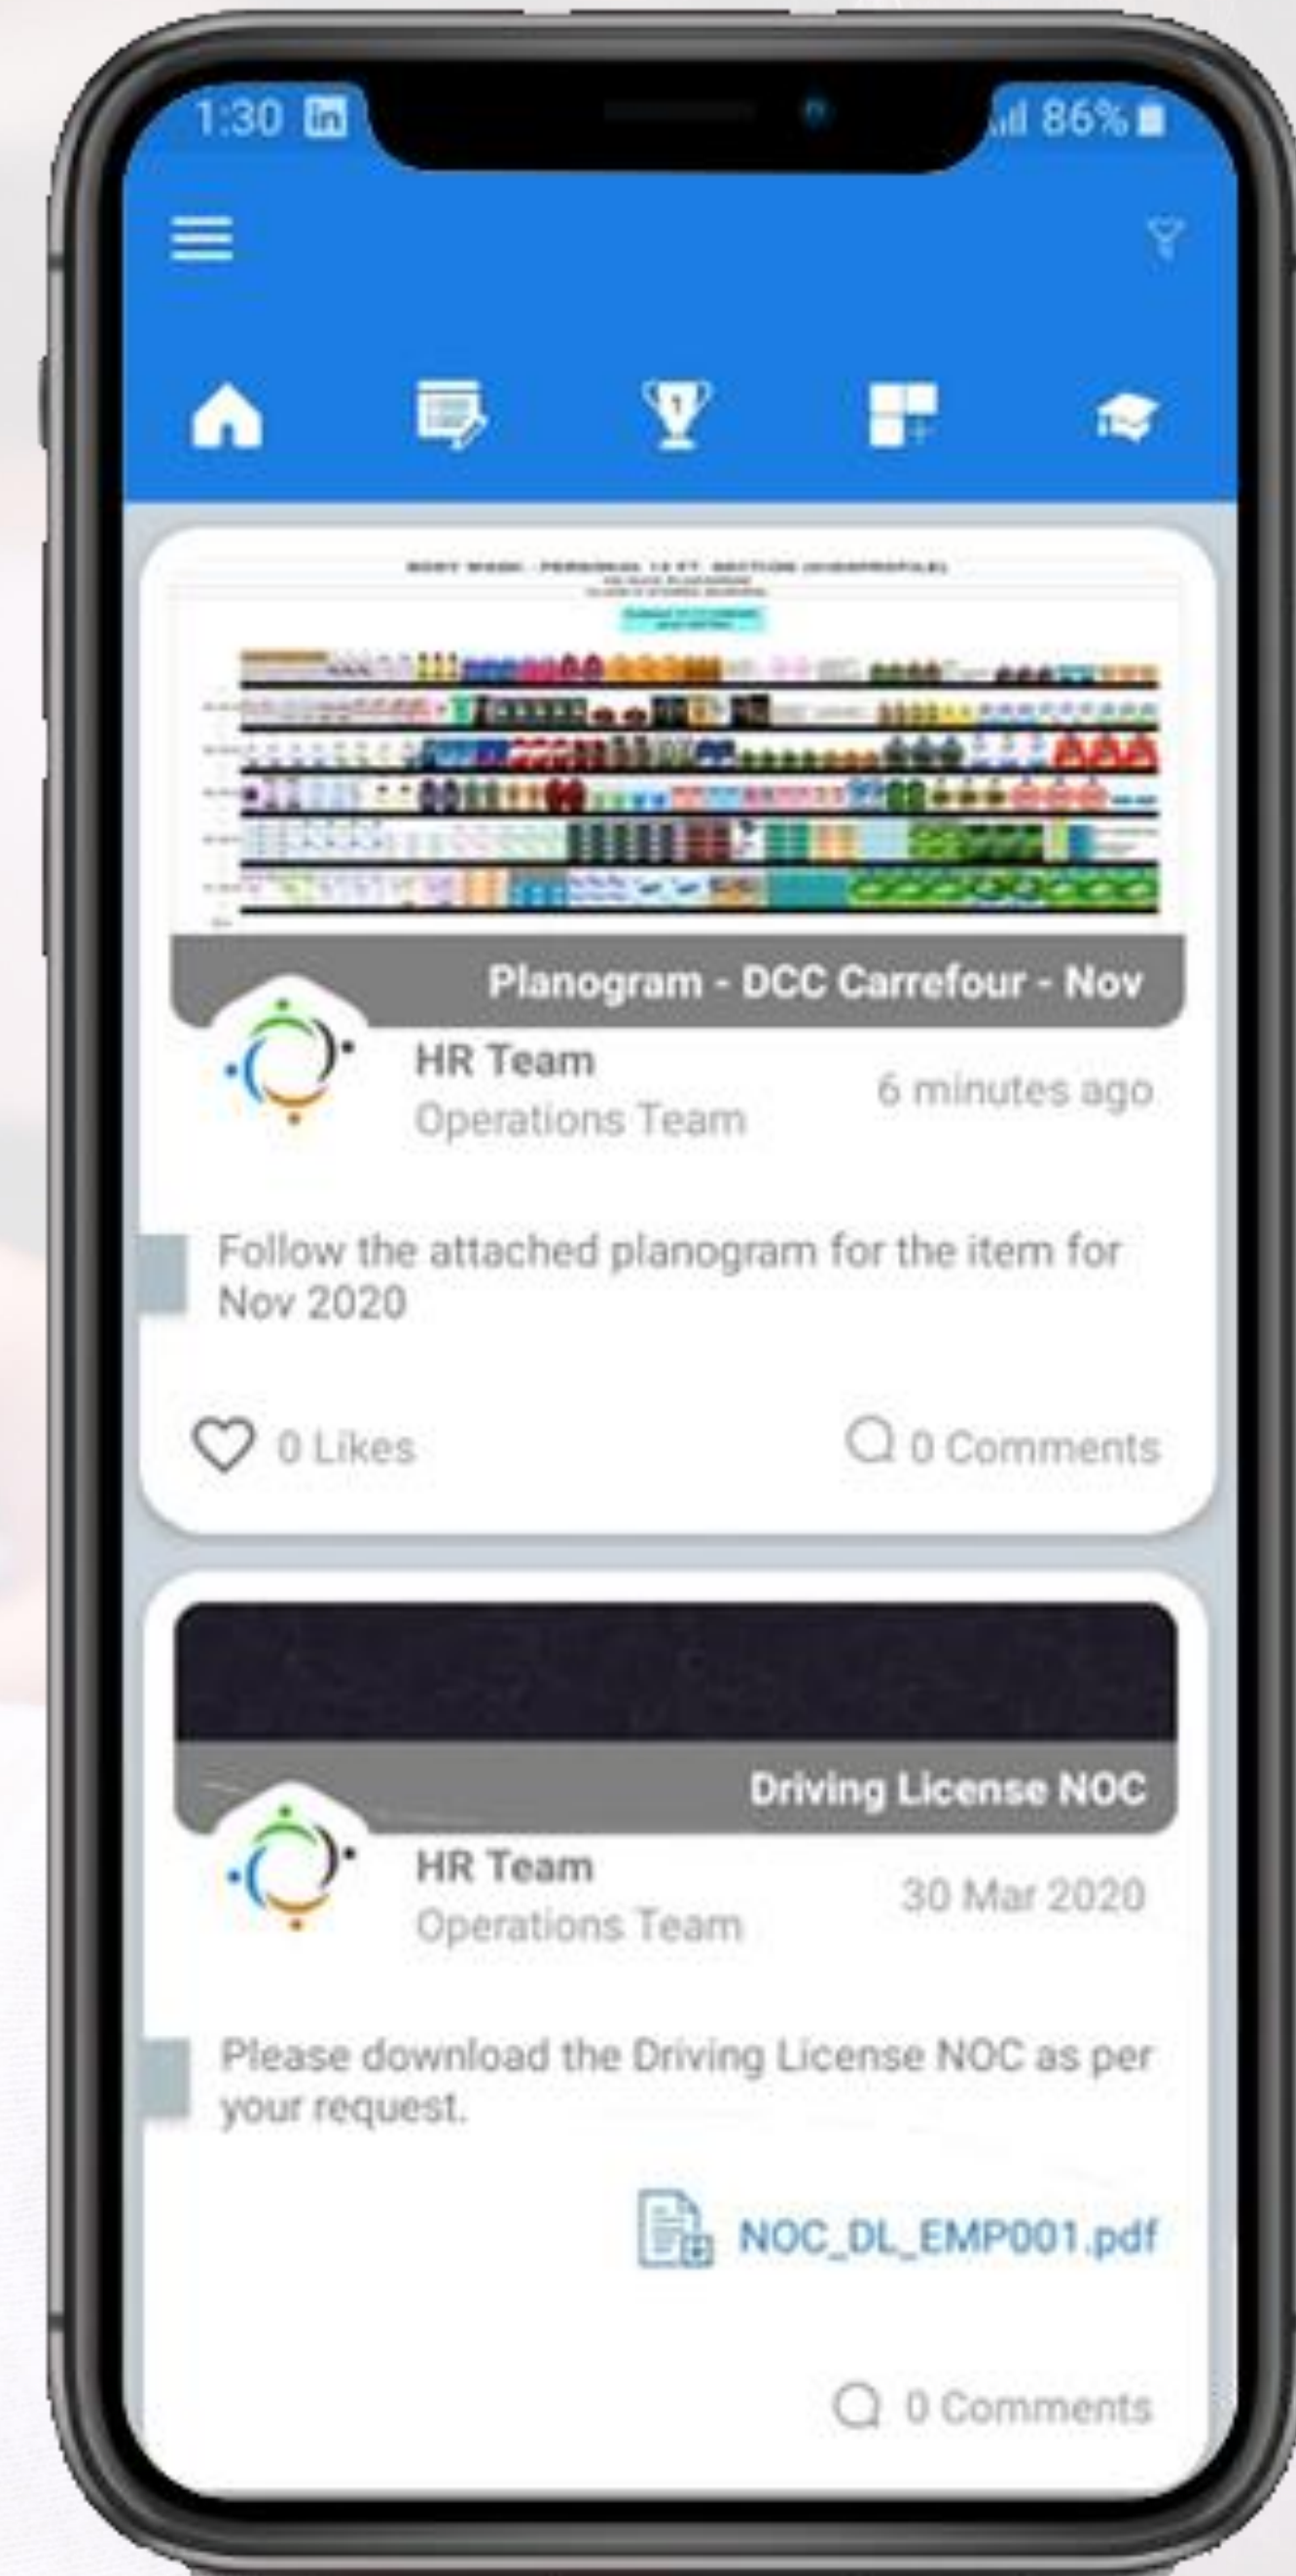 1:30 in 86%
1
Planogram - DCC Carrefour - Nov
HR Team
6 minutes ago
Operations Team
Follow the attached planogram for the item for
Nov 2020
0 Likes
0 Comments
Driving License NOC
HR Team
30 Mar 2020
Operations Team
Please download the Driving License NOC as per
your request.
NOC_DL_EMP001.pdf
0 Comments